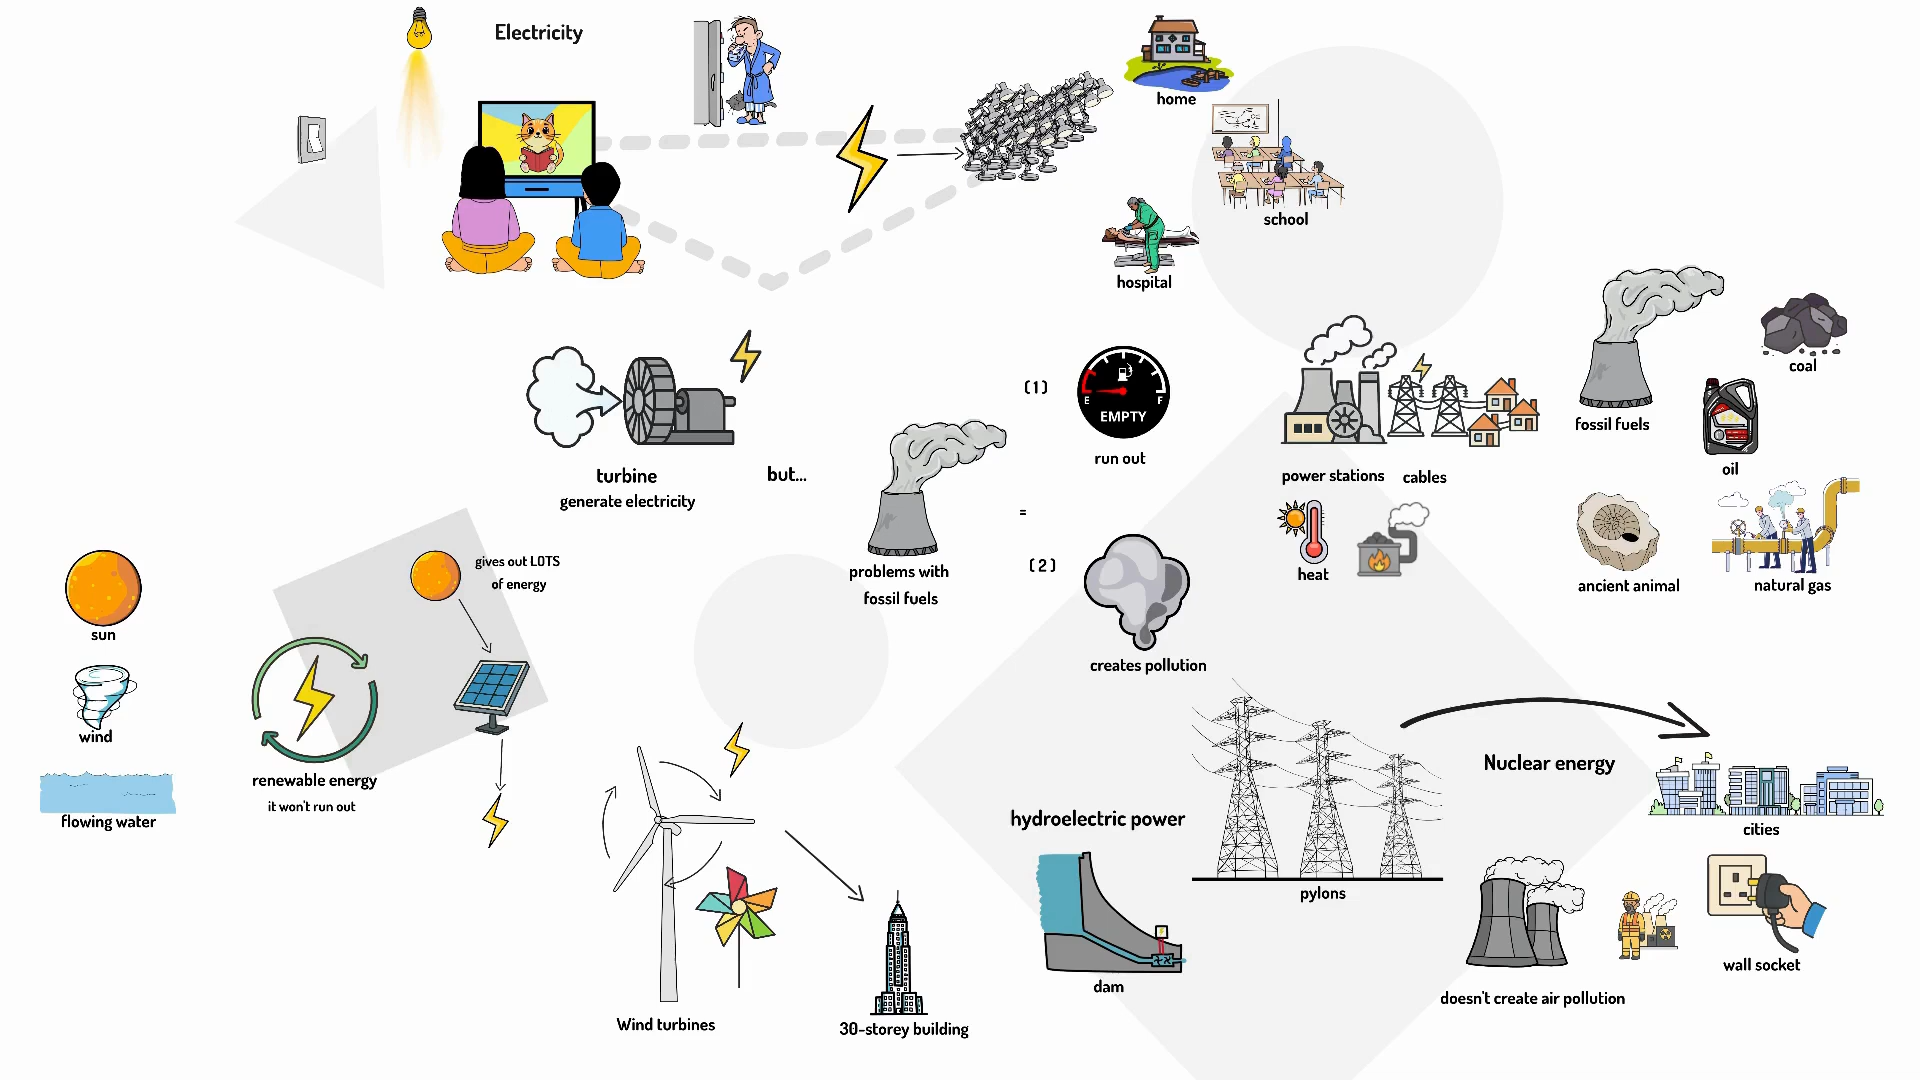 Electricity
home
school
hospital
(1)
E
F
EMPTY
run out
power stations
cables
fossil fuels
coal
oil
turbine
generate electricity
but...
=
problems with
fossil fuels
(2)
creates pollution
heat
ancient animal
natural gas
sun
wind
flowing water
gives out LOTS
of energy
renewable energy
it won't run out
Wind turbines
30-storey building
hydroelectric power
dam
pylons
Nuclear energy
cities
wall socket
doesn't create air pollution